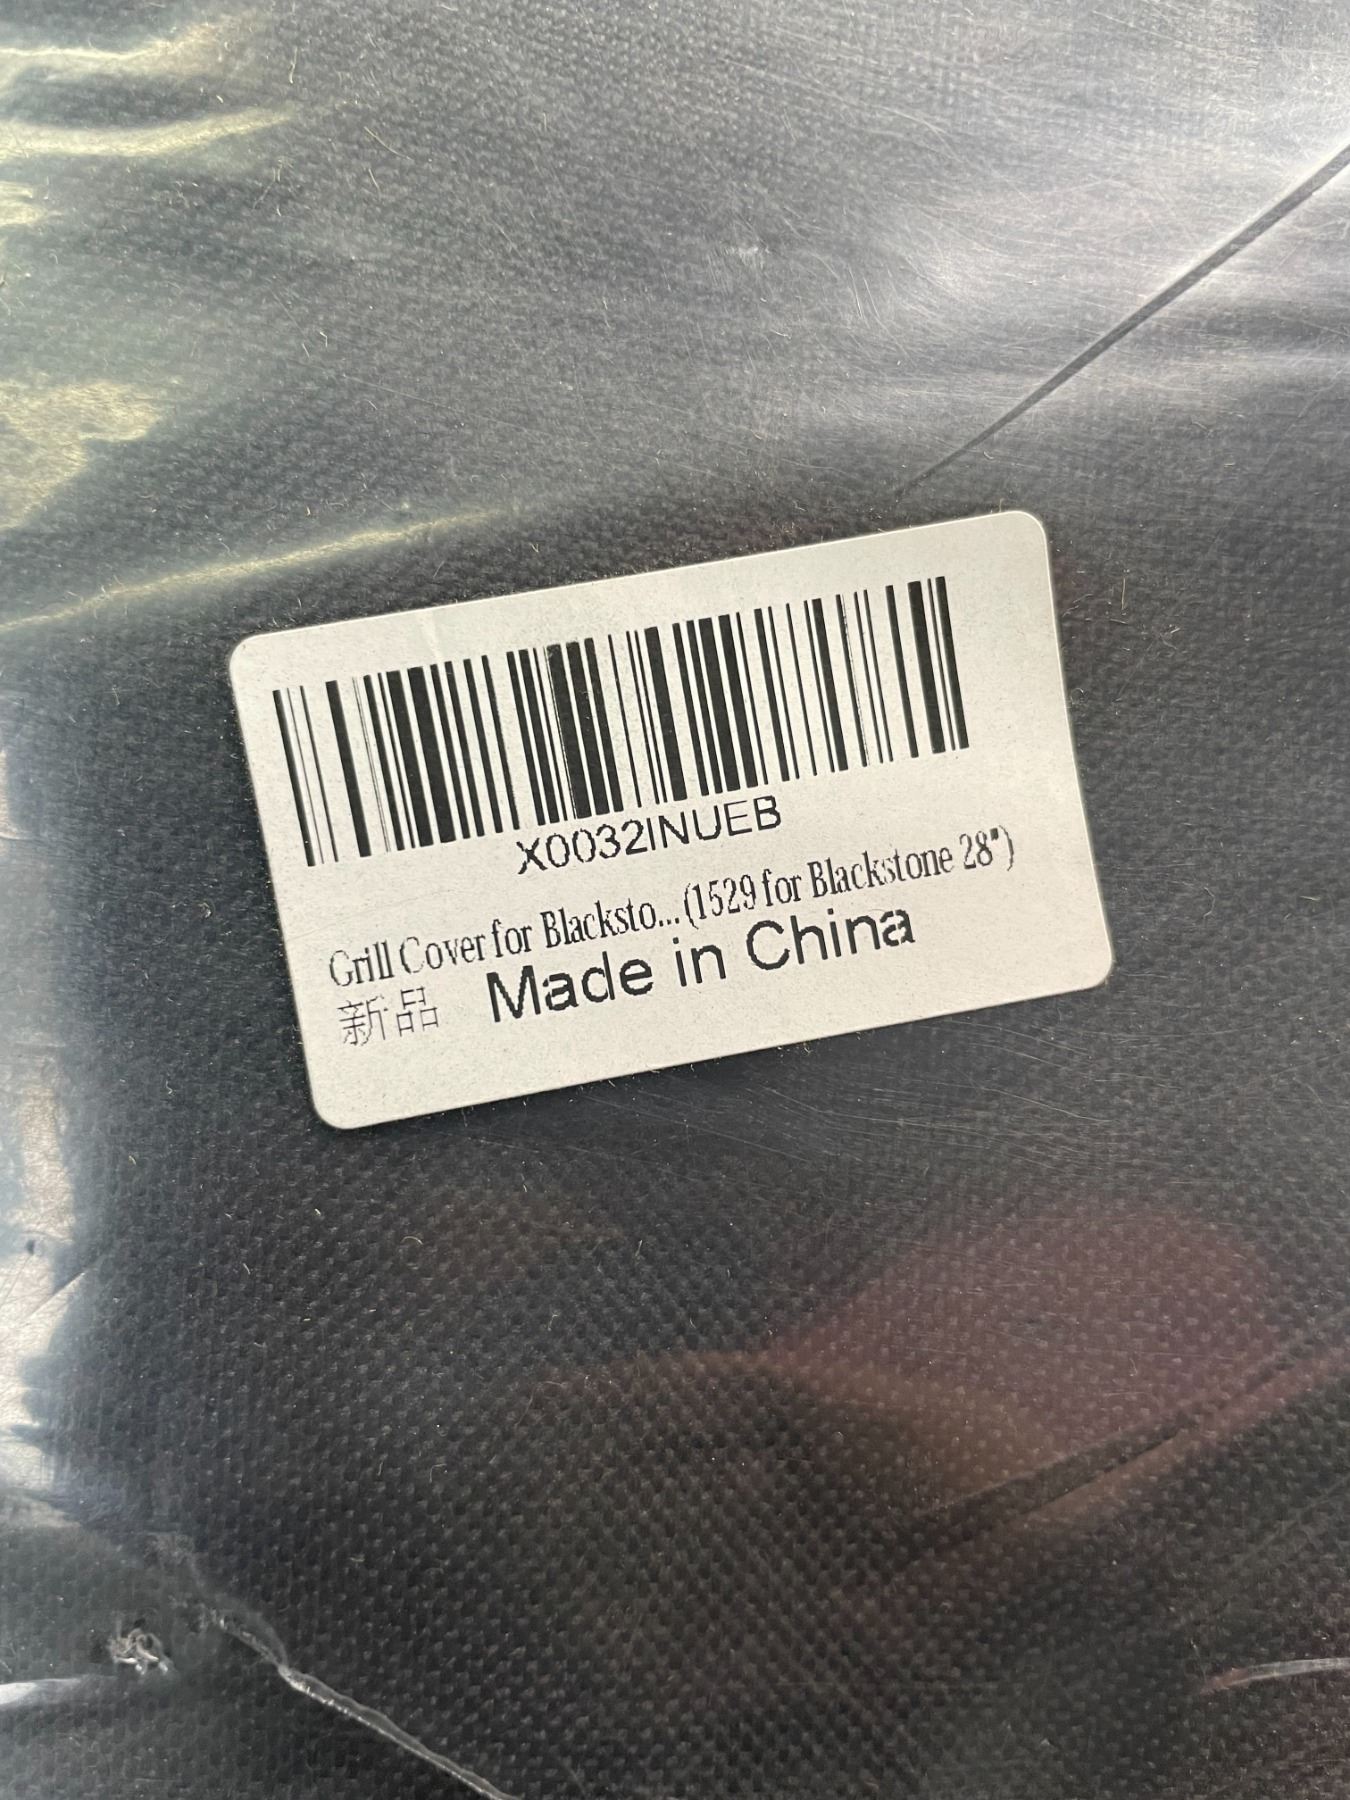 X0032INUEB
Grill Cover for Blacksto...(1529 for Blackstone 28")
新品 Made in China